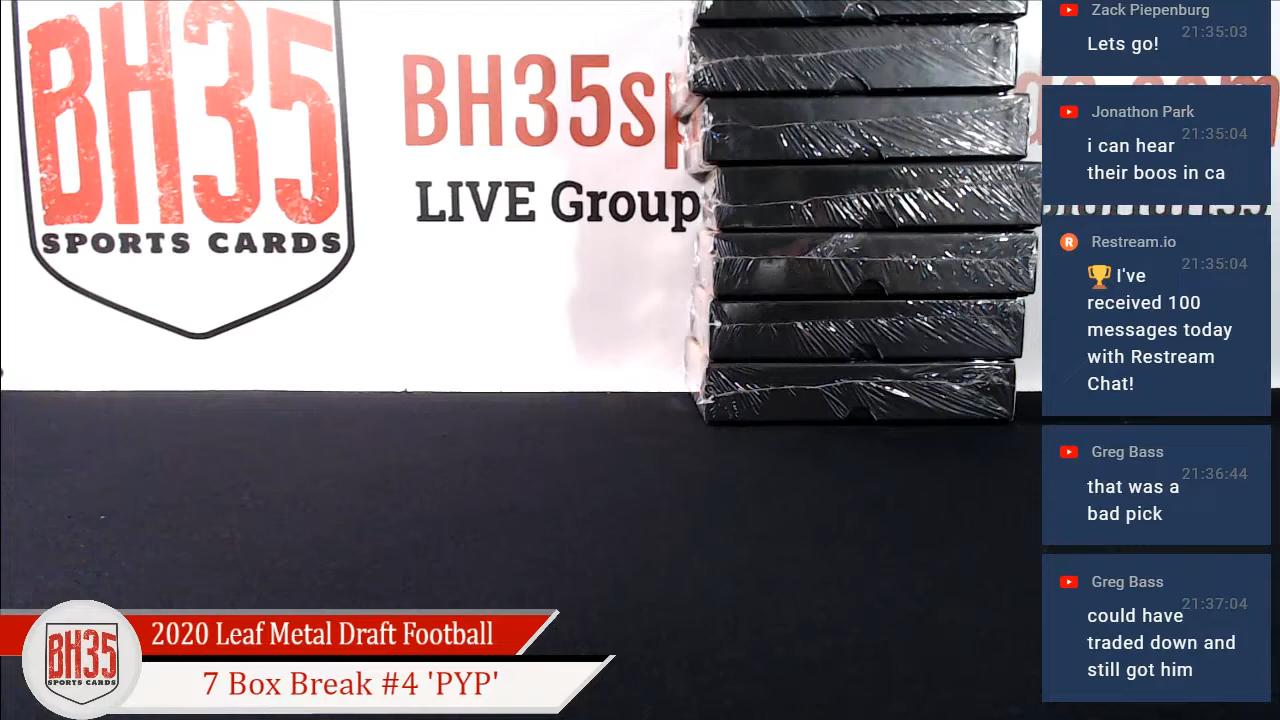 BH35
SPORTS CARDS
BH35sp
LIVE Group
Zack Piepenburg
21:35:03
Lets go!
Jonathon Park
21:35:04
i can hear
their boos in ca
Restream.io
21:35:04
🏆 I've
received 100
messages today
with Restream
Chat!
Greg Bass
21:36:44
that was a
bad pick
Greg Bass
21:37:04
could have
traded down and
still got him
BH35
SPORTS CARDS
2020 Leaf Metal Draft Football
7 Box Break #4 'PYP'